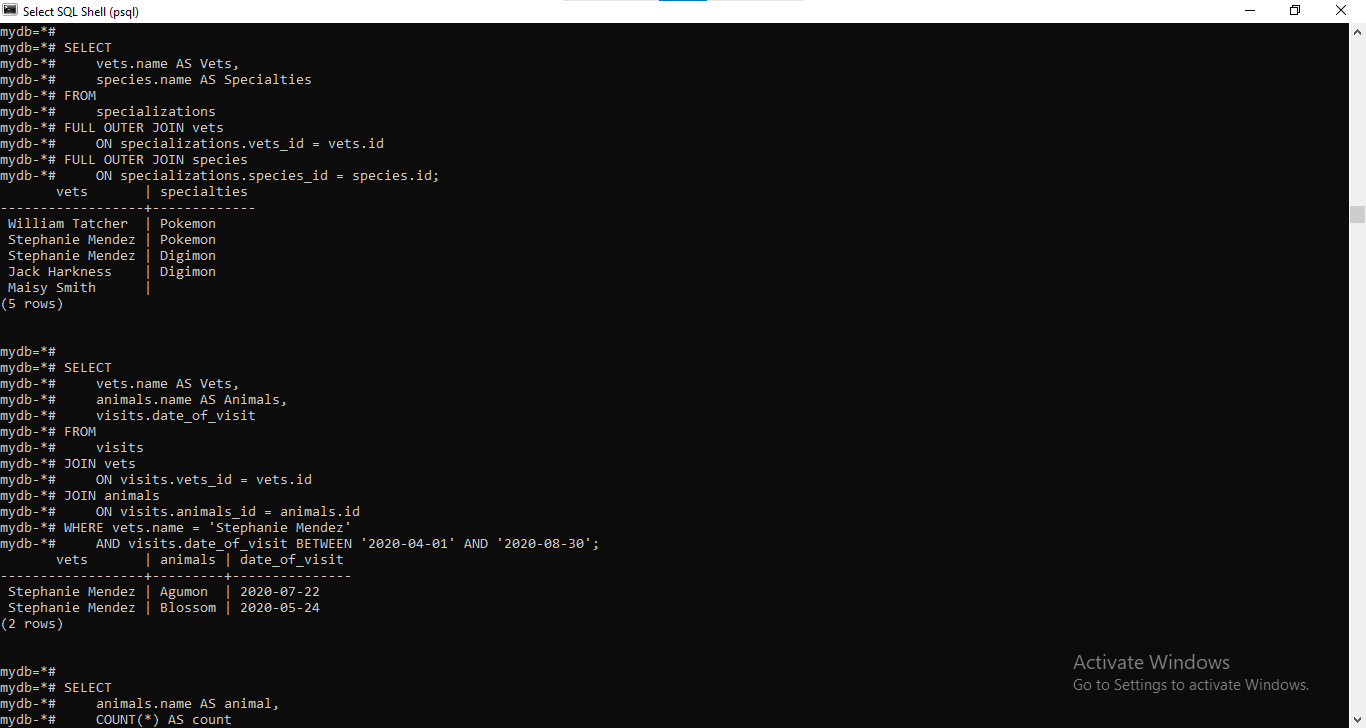 Select SQL Shell (psql)
mydb=*#
mydb=*# SELECT
mydb-*#     vets.name AS Vets,
mydb-*#     species.name AS Specialties
mydb-*# FROM
mydb-*#     specializations
mydb-*# FULL OUTER JOIN vets
mydb-*#     ON specializations.vets_id = vets.id
mydb-*# FULL OUTER JOIN species
mydb-*#     ON specializations.species_id = species.id;
       vets       | specialties
------------------+-------------
 William Tatcher  | Pokemon
 Stephanie Mendez | Pokemon
 Stephanie Mendez | Digimon
 Jack Harkness    | Digimon
 Maisy Smith      |
(5 rows)
mydb=*#
mydb=*# SELECT
mydb-*#     vets.name AS Vets,
mydb-*#     animals.name AS Animals,
mydb-*#     visits.date_of_visit
mydb-*# FROM
mydb-*#     visits
mydb-*# JOIN vets
mydb-*#     ON visits.vets_id = vets.id
mydb-*# JOIN animals
mydb-*#     ON visits.animals_id = animals.id
mydb-*# WHERE vets.name = 'Stephanie Mendez'
mydb-*#     AND visits.date_of_visit BETWEEN '2020-04-01' AND '2020-08-30';
       vets       | animals | date_of_visit
------------------+---------+---------------
 Stephanie Mendez | Agumon  | 2020-07-22
 Stephanie Mendez | Blossom | 2020-05-24
(2 rows)
mydb=*#
mydb=*# SELECT
mydb-*#     animals.name AS animal,
mydb-*#     COUNT(*) AS count
Activate Windows
Go to Settings to activate Windows.